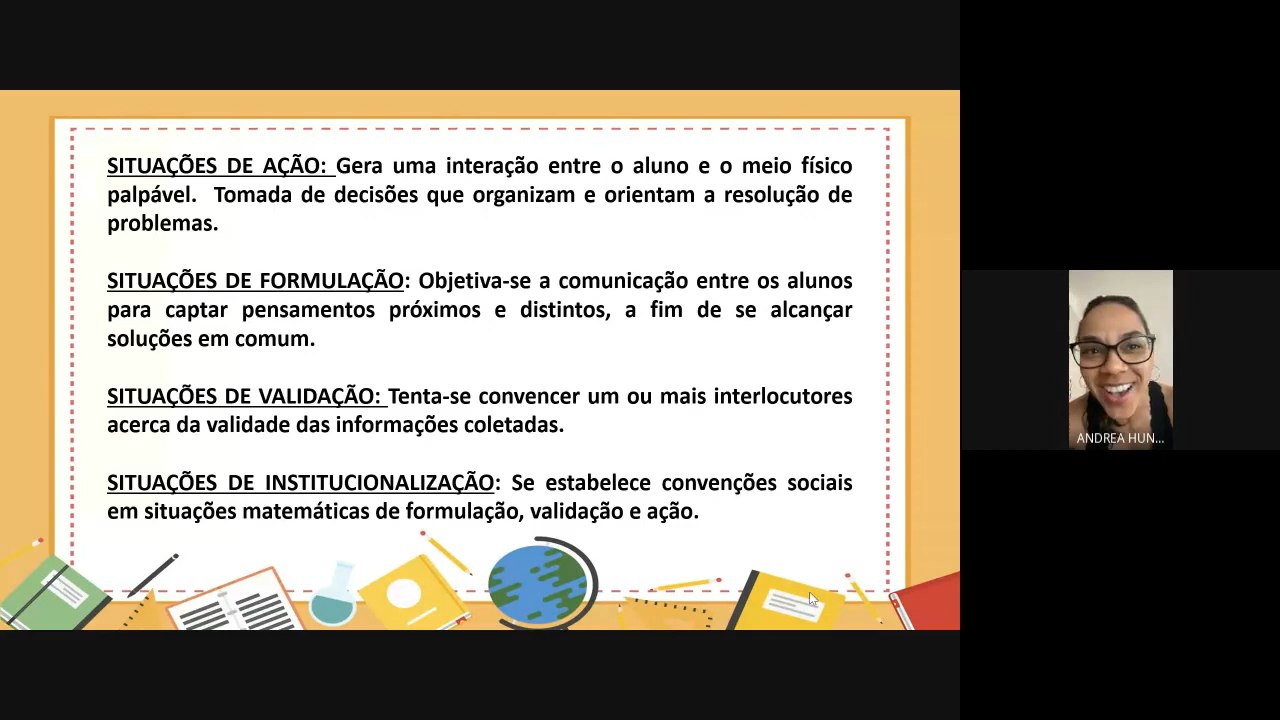 SITUAÇÕES DE AÇÃO: Gera uma interação entre o aluno e o meio físico
palpável. Tomada de decisões que organizam e orientam a resolução de
problemas.
SITUAÇÕES DE FORMULAÇÃO: Objetiva-se a comunicação entre os alunos
para captar pensamentos próximos e distintos, a fim de se alcançar
soluções em comum.
SITUAÇÕES DE VALIDAÇÃO: Tenta-se convencer um ou mais interlocutores
acerca da validade das informações coletadas.
SITUAÇÕES DE INSTITUCIONALIZAÇÃO: Se estabelece convenções sociais
em situações matemáticas de formulação, validação e ação.
ANDREA HUN...